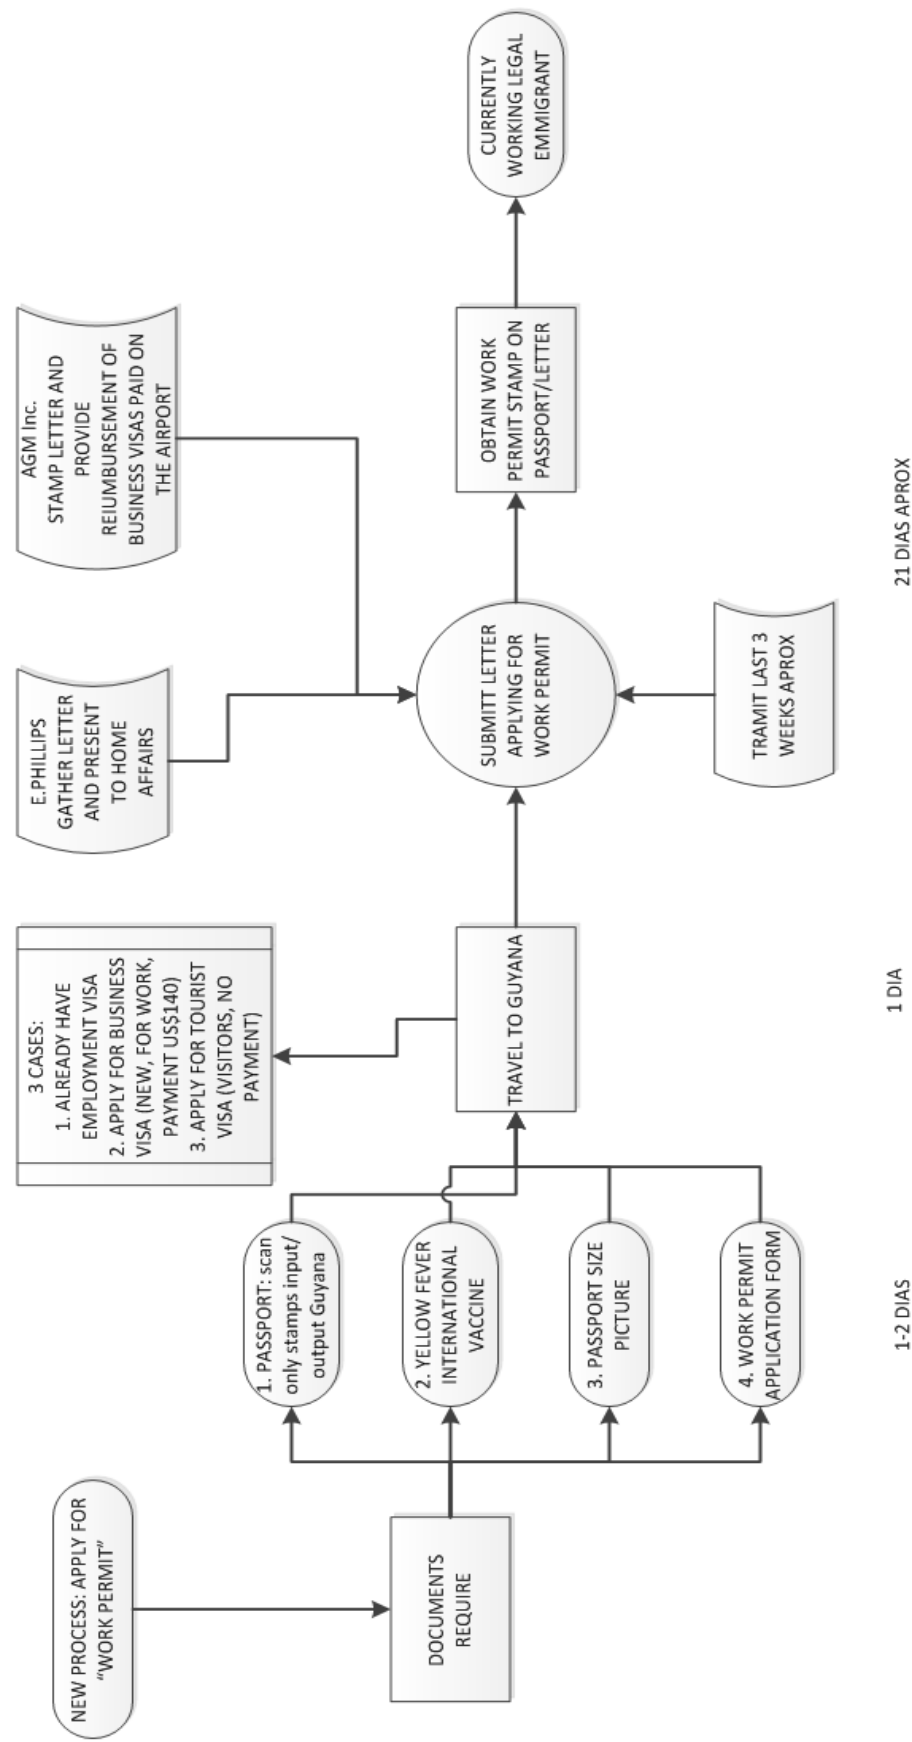 NEW PROCESS: APPLY FOR
“WORK PERMIT”
DOCUMENTS
REQUIRE
1. PASSPORT: scan
only stamps input/
output Guyana
2. YELLOW FEVER
INTERNATIONAL
VACCINE
3. PASSPORT SIZE
PICTURE
4. WORK PERMIT
APPLICATION FORM
3 CASES:
1. ALREADY HAVE
EMPLOYMENT VISA
2. APPLY FOR BUSINESS
VISA (NEW, FOR WORK,
PAYMENT US$140)
3. APPLY FOR TOURIST
VISA (VISITORS, NO
PAYMENT)
TRAVEL TO GUYANA
E.PHILLIPS
GATHER LETTER
AND PRESENT
TO HOME
AFFAIRS
AGM Inc.
STAMP LETTER AND
PROVIDE
REIUMBURSEMENT OF
BUSINESS VISAS PAID ON
THE AIRPORT
SUBMITT LETTER
APPLYING FOR
WORK PERMIT
TRAMIT LAST 3
WEEKS APROX
OBTAIN WORK
PERMIT STAMP ON
PASSPORT/LETTER
CURRENTLY
WORKING LEGAL
EMMIGRANT
1-2 DIAS
1 DIA
21 DIAS APROX